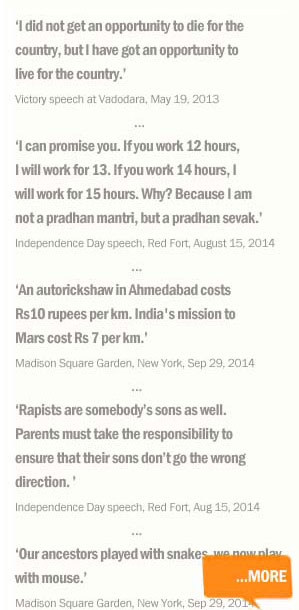 ‘I did not get an opportunity to die for the
country, but I have got an opportunity to
live for the country.’
Victory speech at Vadodara, May 19, 2013
...
‘I can promise you. If you work 12 hours,
I will work for 13. If you work 14 hours, I
will work for 15 hours. Why? Because I am
not a pradhan mantri, but a pradhan sevak.’
Independence Day speech, Red Fort, August 15, 2014
...
‘An autorickshaw in Ahmedabad costs
Rs10 rupees per km. India's mission to
Mars cost Rs 7 per km.’
Madison Square Garden, New York, Sep 29, 2014
...
‘Rapists are somebody’s sons as well.
Parents must take the responsibility to
ensure that their sons don’t go the wrong
direction. ’
Independence Day speech, Red Fort, Aug 15, 2014
...
‘Our ancestors played with snakes, we now play
with mouse.’
Madison Square Garden, New York, Sep 29, 2014
...MORE